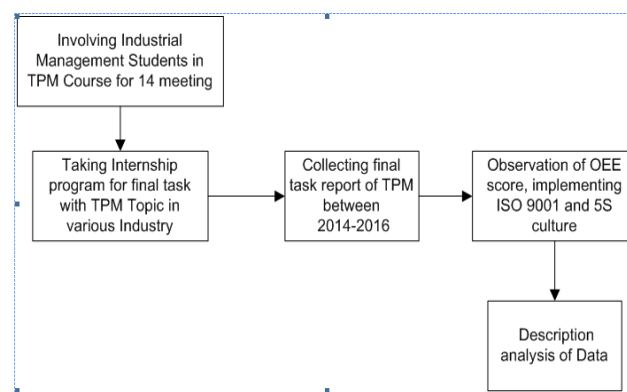 Involving Industrial
Management Students in
TPM Course for 14 meeting
Taking Internship
program for final task
with TPM Topic in
various Industry
Collecting final
task report of TPM
between
2014-2016
Observation of OEE
score, implementing
ISO 9001 and 5S
culture
Description
analysis of Data